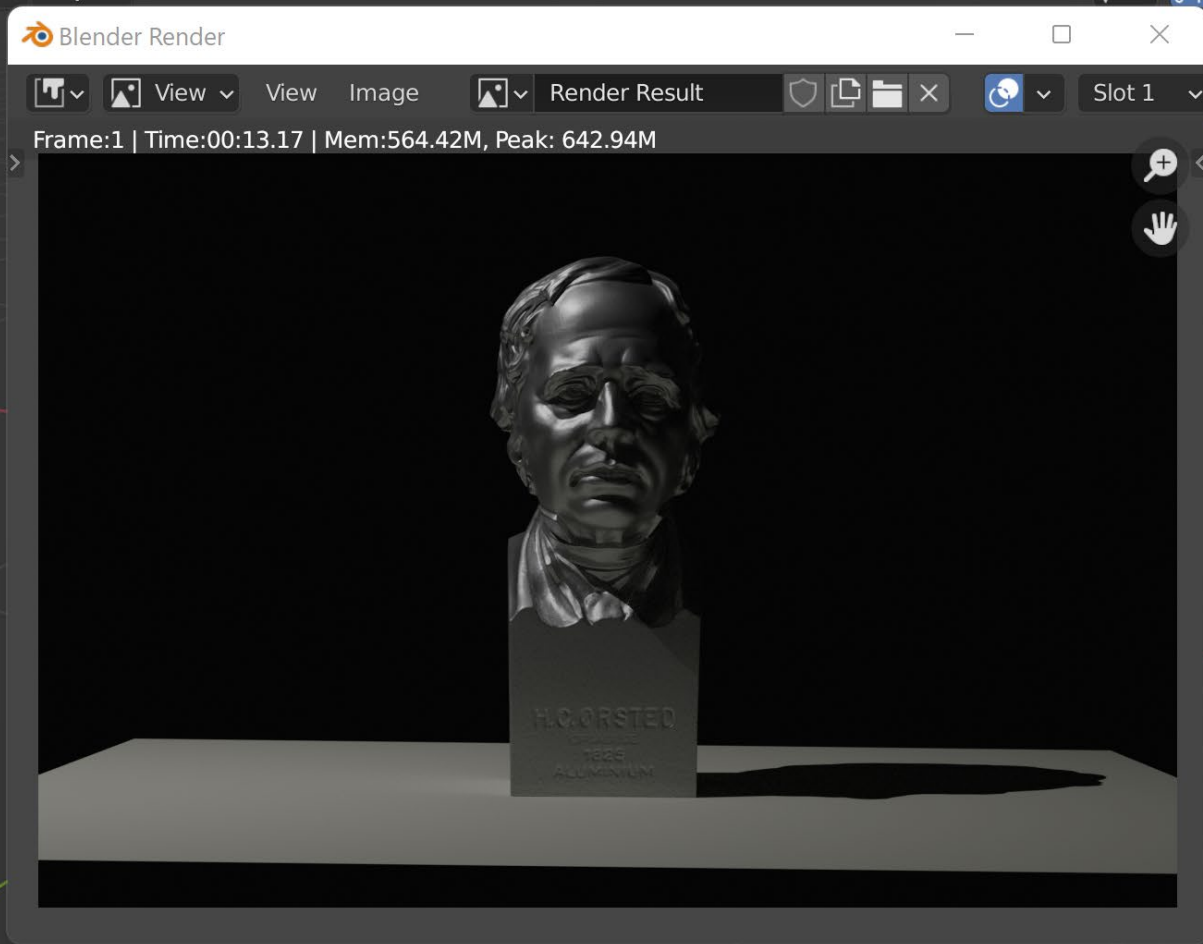 Blender Render
View View Image Render Result Slot 1
Frame:1 | Time:00:13.17 | Mem:564.42M, Peak: 642.94M
H.C.ØRSTED
1825
ALUMINIUM